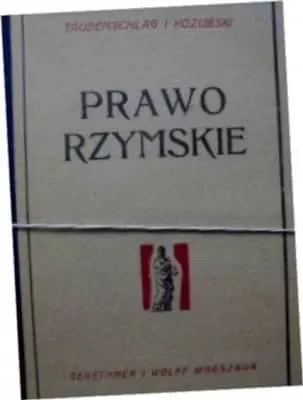 TAUBENSCHLAG I KOZUBSKI
PRAWO
RZYMSKIE
GEBETHNER I WOLFF WARSZAWA